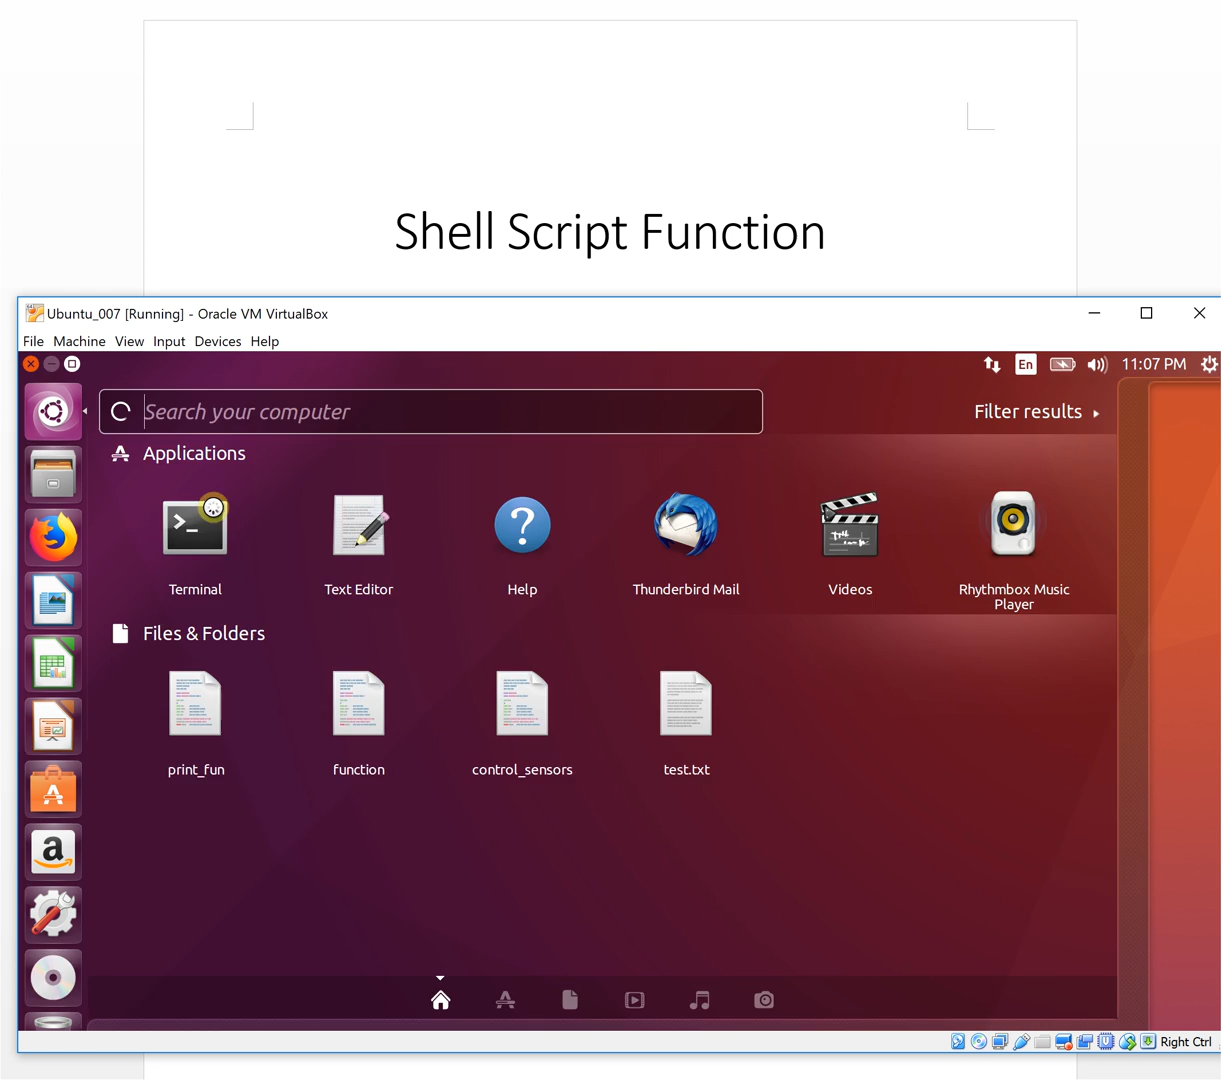 Shell Script Function
Ubuntu_007 [Running] - Oracle VM VirtualBox
File Machine View Input Devices Help
En 11:07 PM
Search your computer
Filter results
Applications
Terminal
Text Editor
Help
Thunderbird Mail
Videos
Rhythmbox Music
Player
Files & Folders
print_fun
function
control_sensors
test.txt
Right Ctrl